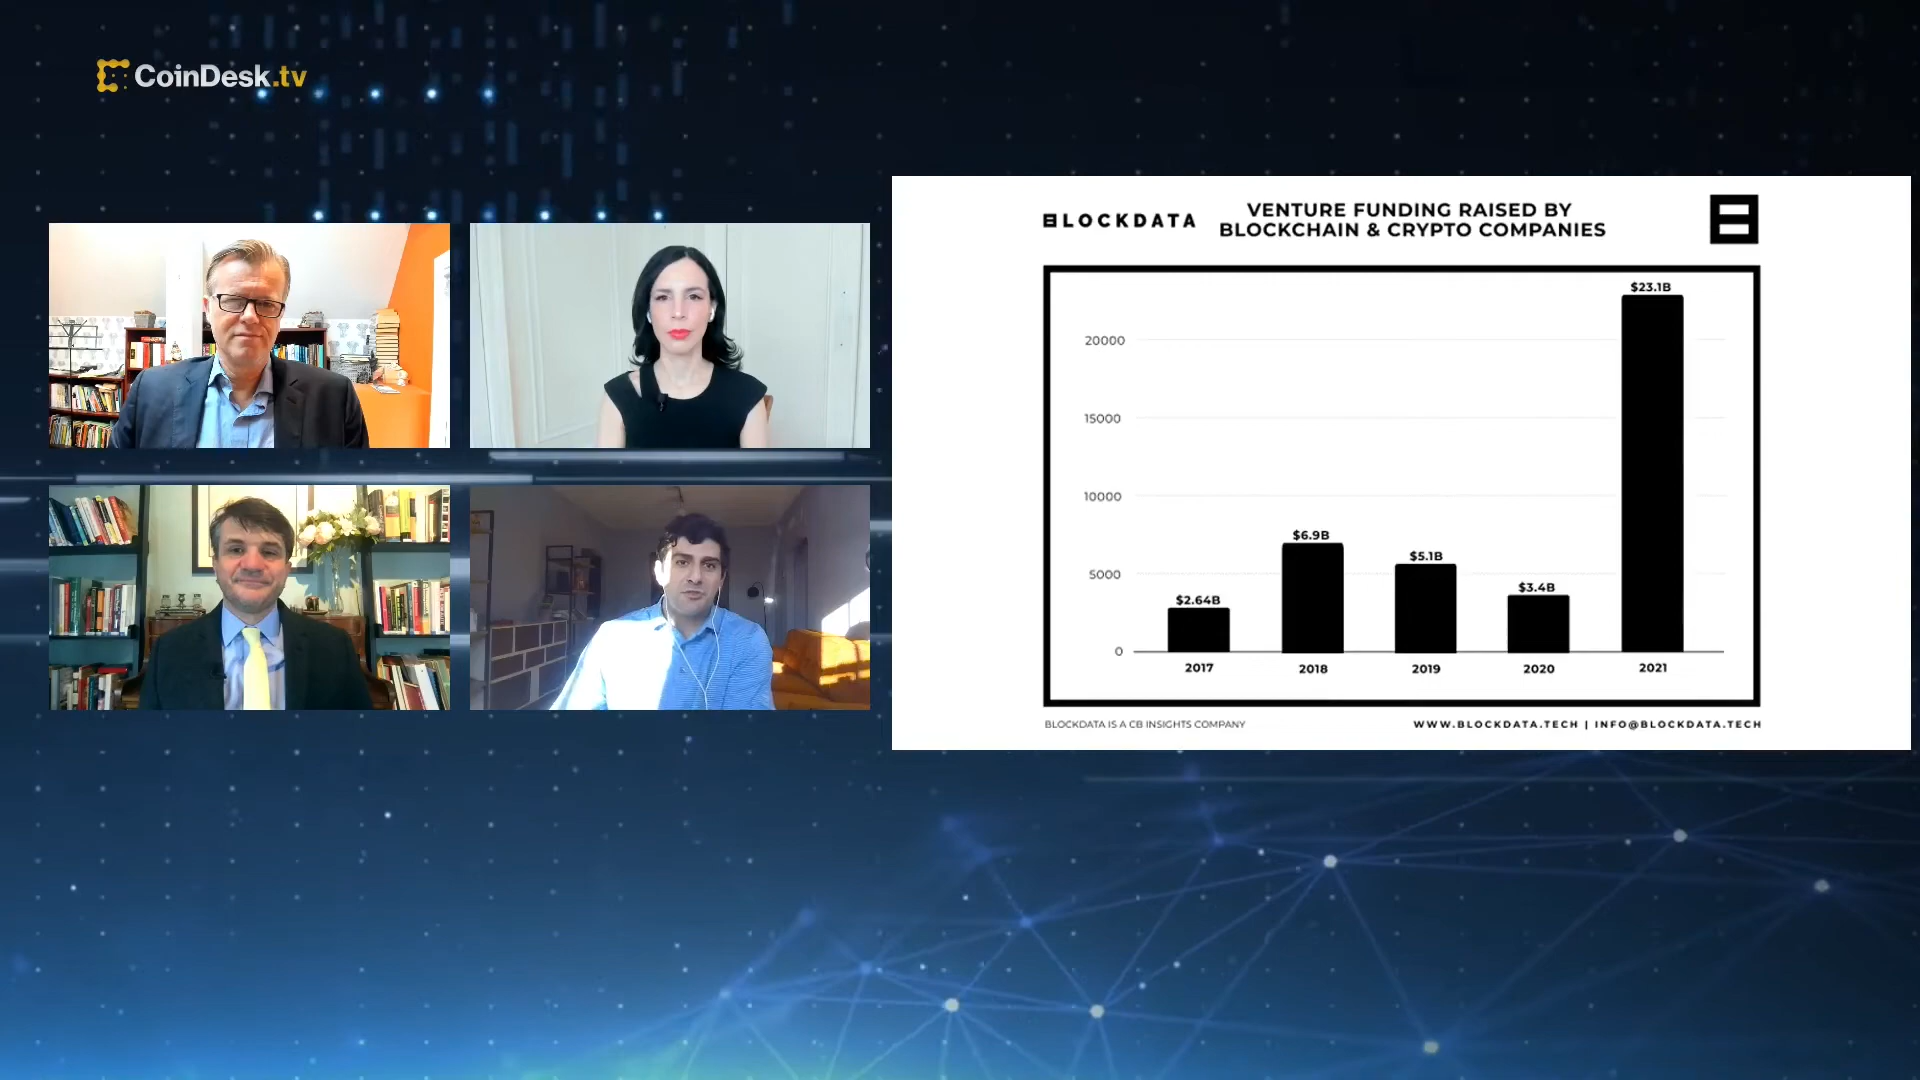 CoinDesk.tv
BLOCKDATA
VENTURE FUNDING RAISED BY
BLOCKCHAIN & CRYPTO COMPANIES
$23.1B
20000
15000
10000
$6.9B
$5.1B
5000
$3.4B
$2.64B
0
2017 2018 2019 2020 2021
BLOCKDATA IS A CB INSIGHTS COMPANY
WWW.BLOCKDATA.TECH | INFO@BLOCKDATA.TECH